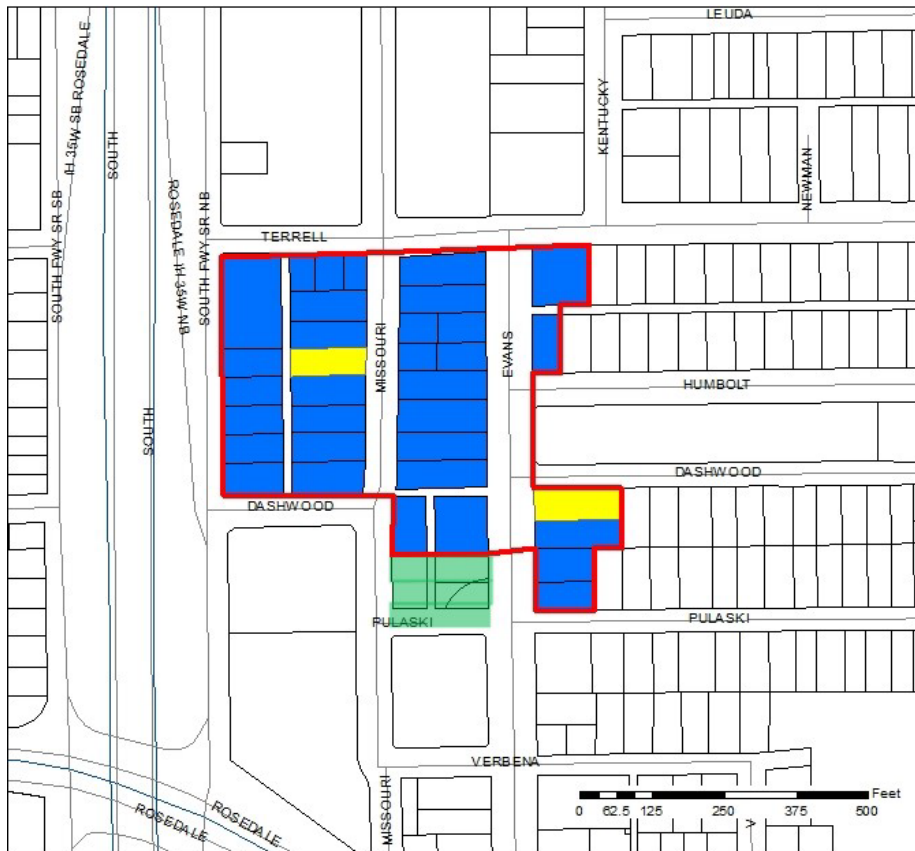 LEUDA
IH 35W SB ROSEDALE
SOUTH
KENTUCKY
NEWMAN
SOUTH FWY SR SB
ROSEDALE IH 35W NB
SOUTH FWY SR NB
TERRELL
MISSOURI
EVANS
HUMBOLT
SOUTH
DASHWOOD
DASHWOOD
PULASKI
PULASKI
VERBENA
MISSOURI
ROSEDALE
ROSEDALE
Feet
0 62.5 125 250 375 500